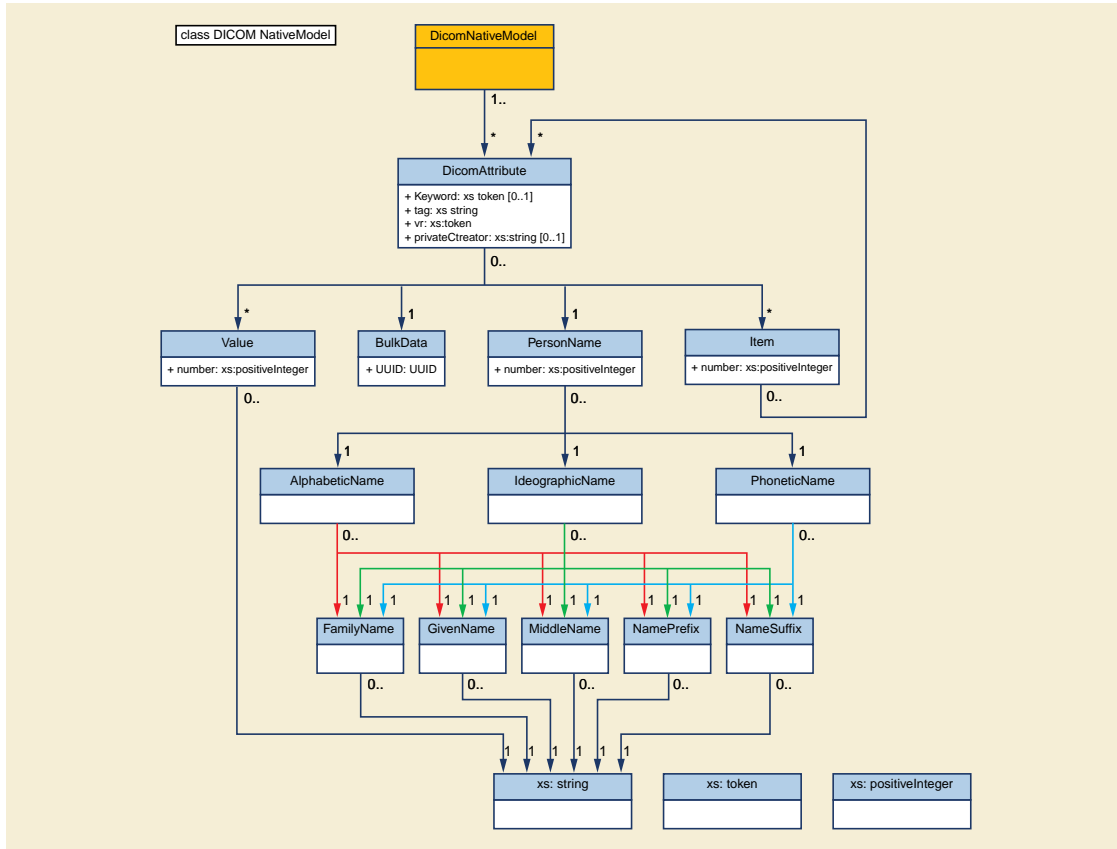 class DICOM NativeModel
DicomNativeModel
1..
* *
DicomAttribute
+ Keyword: xs token [0..1]
+ tag: xs string
+ vr: xs:token
+ privateCtreator: xs:string [0..1]
0..
* 1 1 *
Value BulkData PersonName Item
+ number: xs:positiveInteger + UUID: UUID + number: xs:positiveInteger + number: xs:positiveInteger
0.. 0.. 0..
1 1 1
AlphabeticName IdeographicName PhoneticName
0.. 0.. 0..
1 1 1 1 1 1 1 1 1 1 1 1 1 1 1
FamilyName GivenName MiddleName NamePrefix NameSuffix
0.. 0.. 0.. 0.. 0..
1 1 1 1 1 1
xs: string xs: token xs: positiveInteger